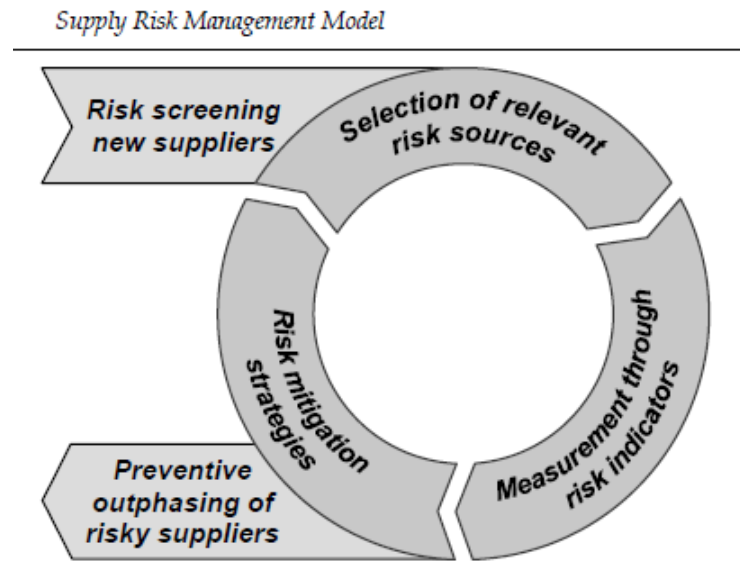 Supply Risk Management Model
Risk screening
new suppliers
Selection of relevant
risk sources
Measurement through
risk indicators
Risk mitigation
strategies
Preventive
outphasing of
risky suppliers